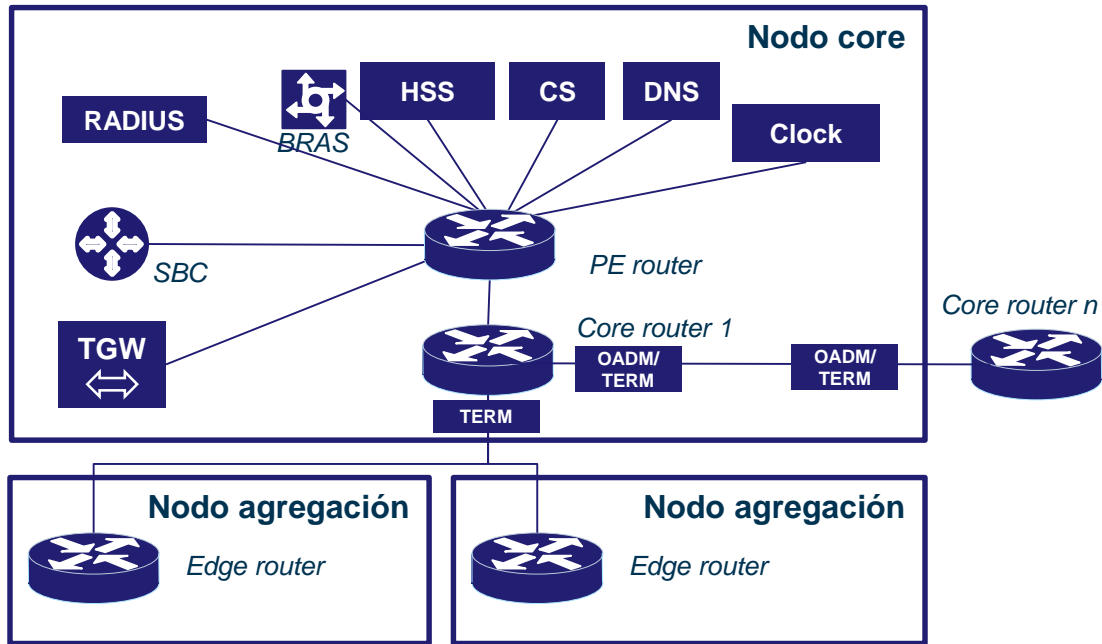 Nodo core
HSS
CS
DNS
RADIUS
BRAS
Clock
SBC
PE router
Core router n
Core router 1
TGW
OADM/
TERM
OADM/
TERM
TERM
Nodo agregación
Edge router
Nodo agregación
Edge router